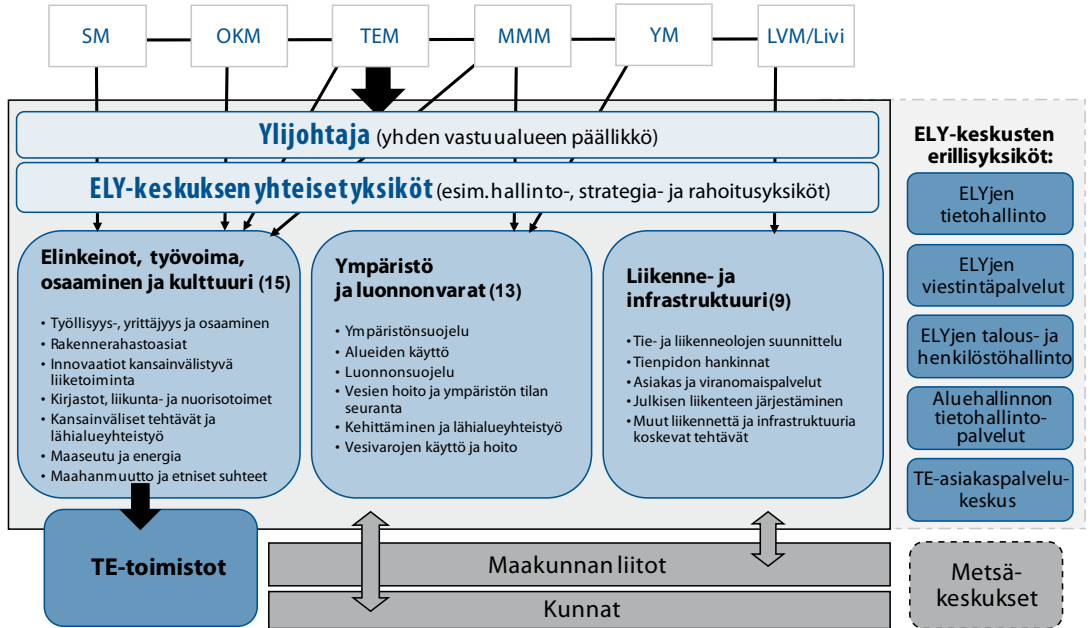 SM
OKM
TEM
MMM
YM
LVM/Livi
Ylijohtaja (yhden vastuualueen päällikkö)
ELY-keskuksen yhteiset yksiköt (esim. hallinto-, strategia- ja rahoitusyksiköt)
Elinkeinot, työvoima,
osaaminen ja kulttuuri (15)
• Työllisyys-, yrittäjyys ja osaaminen
• Rakennerahastoasiat
• Innovaatiot kansainvälistyvä
liiketoiminta
• Kirjastot, liikunta- ja nuorisotoimet
• Kansainväliset tehtävät ja
lähialueyhteistyö
• Maaseutu ja energia
• Maahanmuutto ja etniset suhteet
Ympäristö
ja luonnonvarat (13)
• Ympäristönsuojelu
• Alueiden käyttö
• Luonnonsuojelu
• Vesien hoito ja ympäristön tilan
seuranta
• Kehittäminen ja lähialueyhteistyö
• Vesivarojen käyttö ja hoito
Liikenne- ja
infrastruktuuri (9)
• Tie- ja liikenneolojen suunnittelu
• Tienpidon hankinnat
• Asiakas ja viranomaispalvelut
• Julkisen liikenteen järjestäminen
• Muut liikennettä ja infrastruktuuria
koskevat tehtävät
ELY-keskusten
erillisyksiköt:
ELYjen
tietohallinto
ELYjen
viestintäpalvelut
ELYjen talous- ja
henkilöstöhallinto
Aluehallinnon
tietohallinto-
palvelut
TE-asiakaspalvelu-
keskus
TE-toimistot
Maakunnan liitot
Kunnat
Metsä-
keskukset